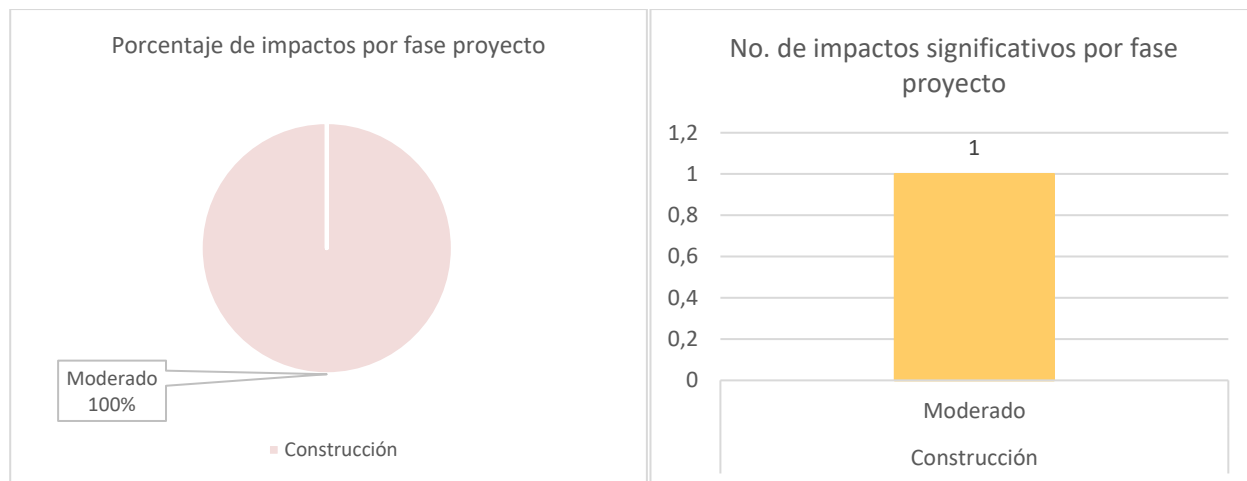 Porcentaje de impactos por fase proyecto
Moderado
100%
Construcción
No. de impactos significativos por fase
proyecto
1,2
1
0,8
0,6
0,4
0,2
0
1
Moderado
Construcción